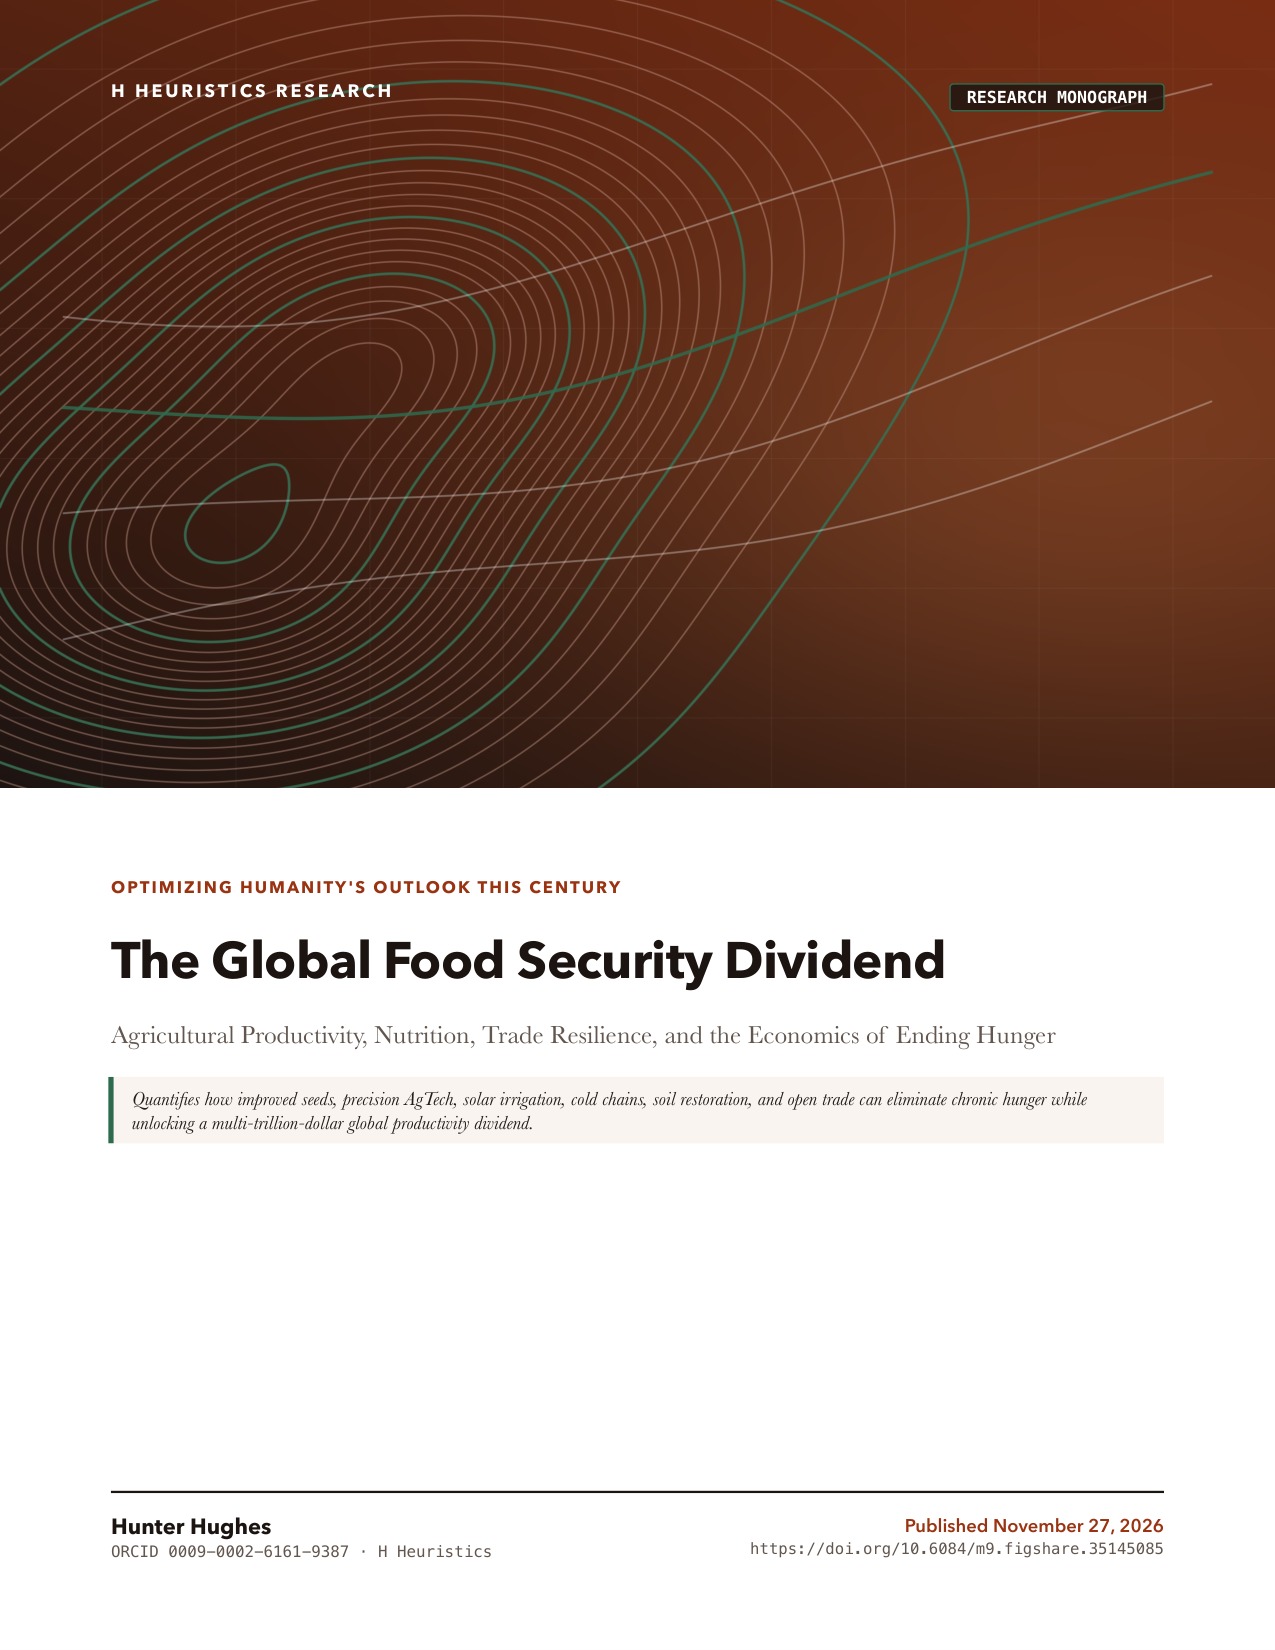 H HEURISTICS RESEARCH
RESEARCH MONOGRAPH
OPTIMIZING HUMANITY'S OUTLOOK THIS CENTURY
The Global Food Security Dividend
Agricultural Productivity, Nutrition, Trade Resilience, and the Economics of Ending Hunger
Quantifies how improved seeds, precision AgTech, solar irrigation, cold chains, soil restoration, and open trade can eliminate chronic hunger while
unlocking a multi-trillion-dollar global productivity dividend.
Hunter Hughes
ORCID 0009-0002-6161-9387 · H Heuristics
Published November 27, 2026
https://doi.org/10.6084/m9.figshare.35145085